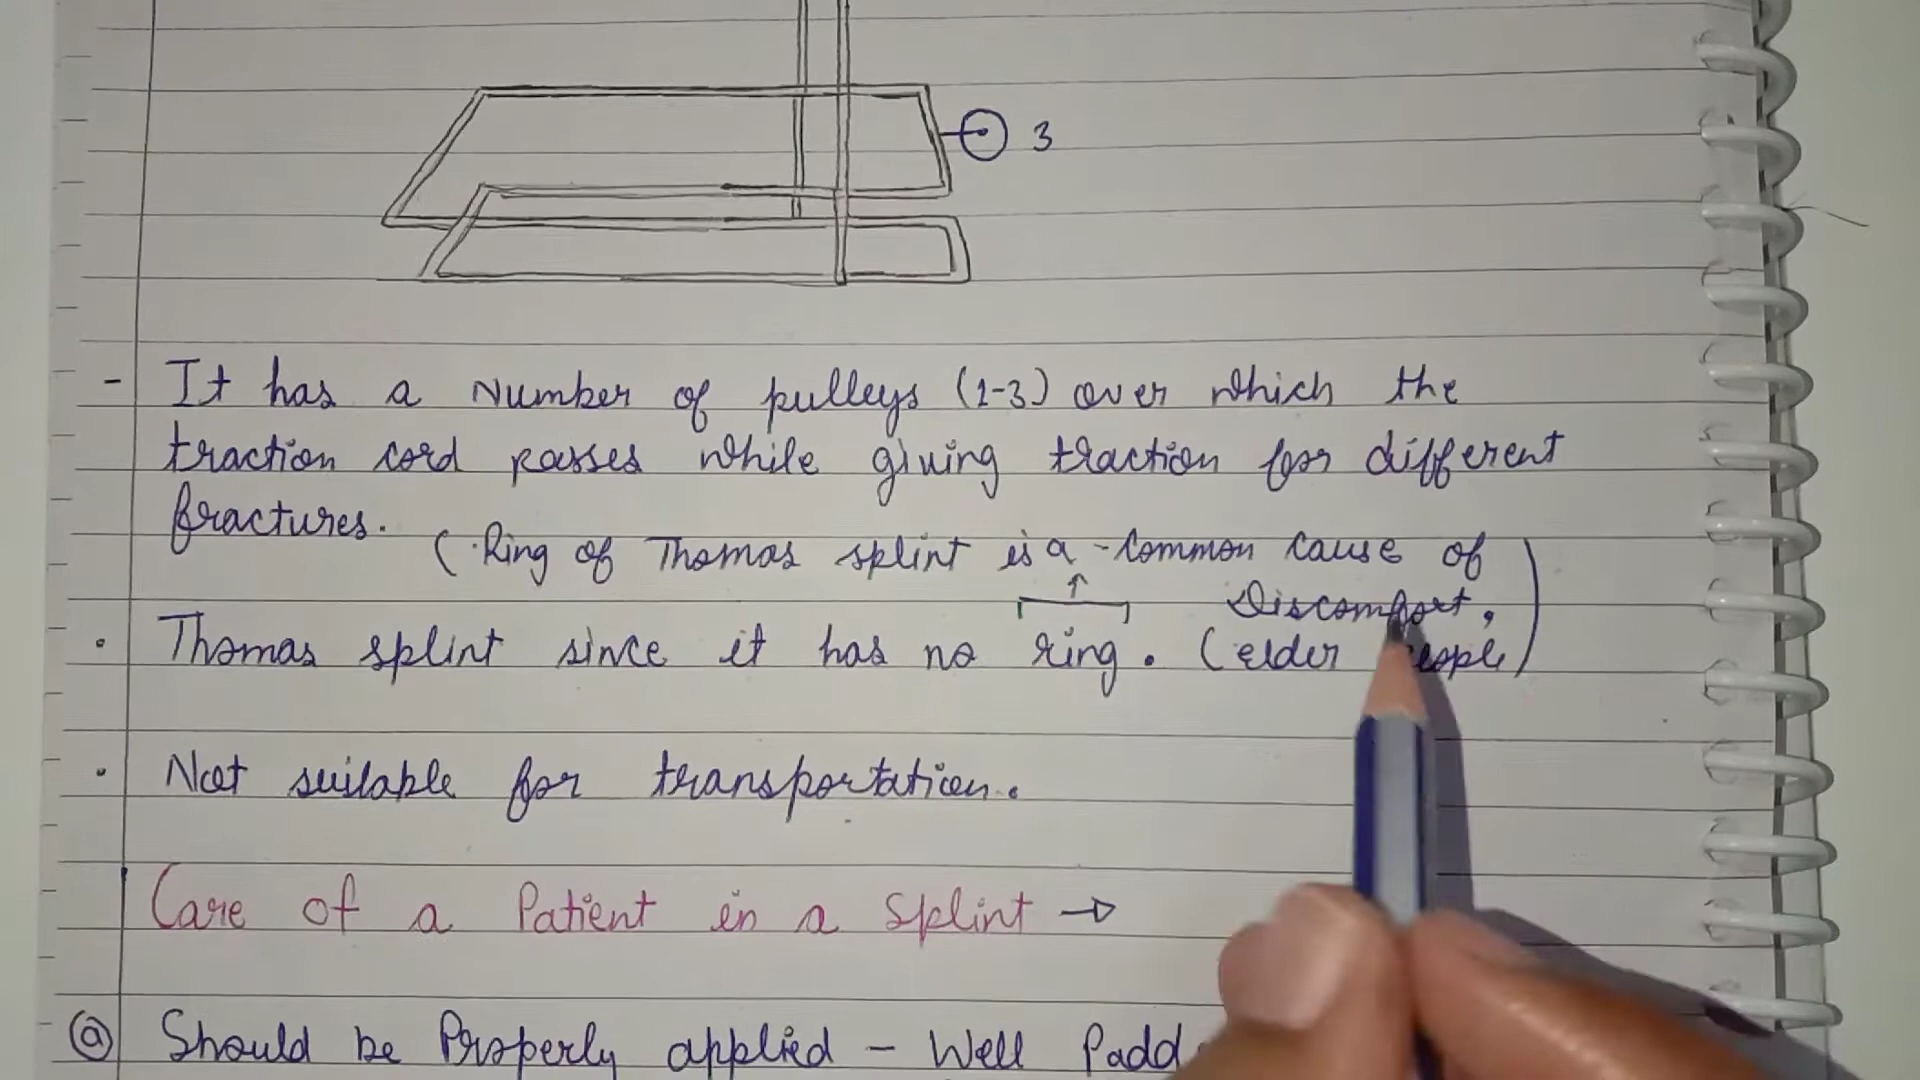 3
- It has a Number of pulleys (1-3) over which the
traction cord passes while giving traction for different
fractures.
( Ring of Thomas splint is a - Common cause of
Discomfort, )
• Thomas splint since it has no ring. (elder people
• Not suitable for transportation.
Care of a Patient in a Splint →
ⓐ Should be Properly applied - Well Padd